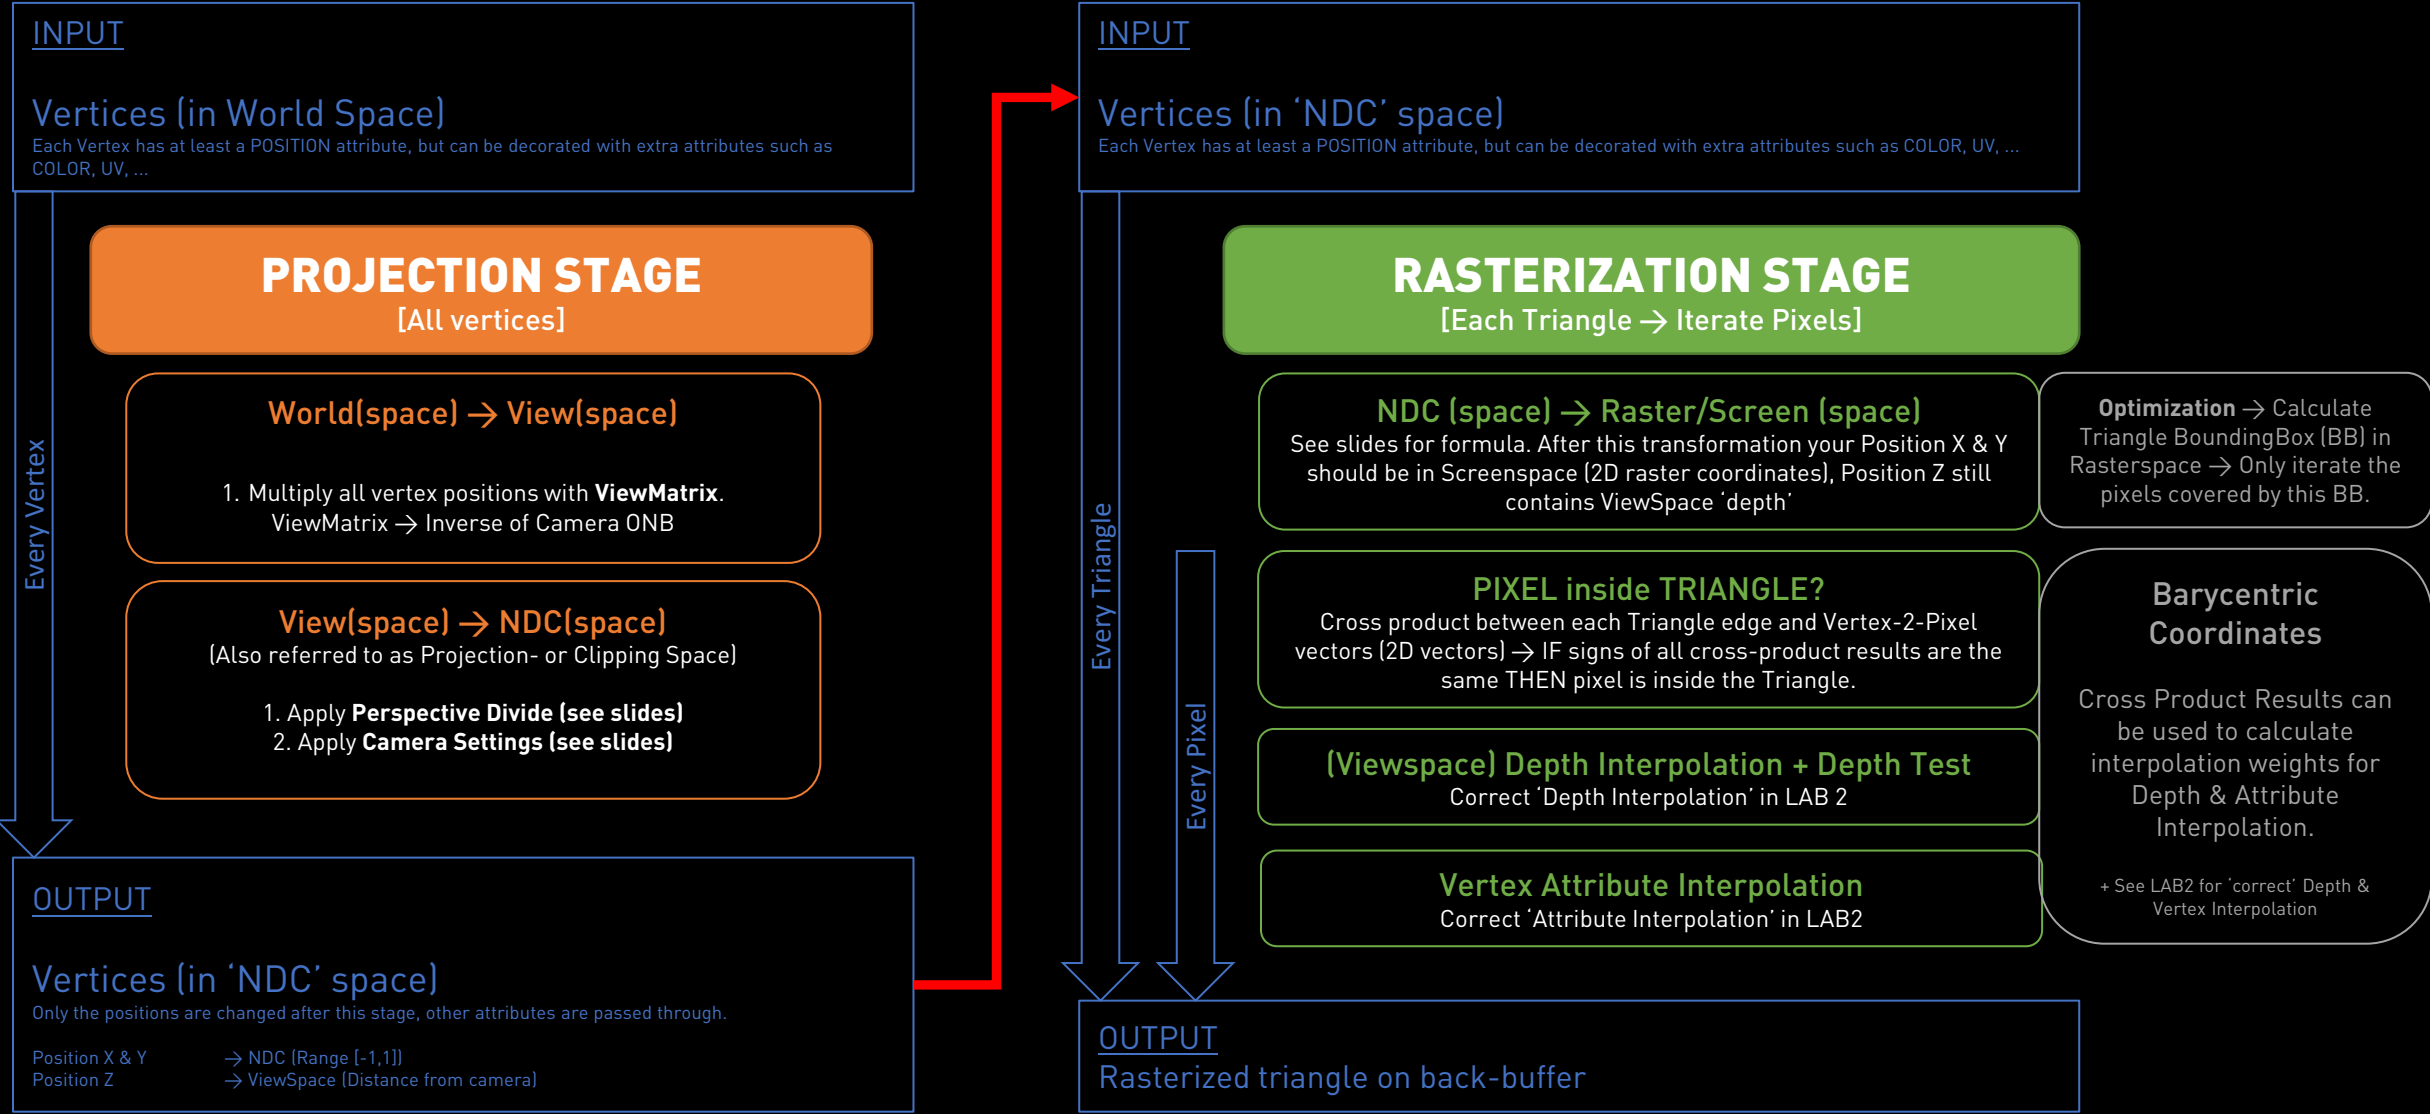 INPUT
Vertices (in World Space)
Each Vertex has at least a POSITION attribute, but can be decorated with extra attributes such as
COLOR, UV, ...
Every Vertex
PROJECTION STAGE
[All vertices]
World(space) → View(space)
1. Multiply all vertex positions with ViewMatrix.
ViewMatrix → Inverse of Camera ONB
View(space) → NDC(space)
(Also referred to as Projection- or Clipping Space)
1. Apply Perspective Divide (see slides)
2. Apply Camera Settings (see slides)
OUTPUT
Vertices (in ‘NDC’ space)
Only the positions are changed after this stage, other attributes are passed through.
Position X & Y → NDC (Range [-1,1])
Position Z → ViewSpace (Distance from camera)
INPUT
Vertices (in ‘NDC’ space)
Each Vertex has at least a POSITION attribute, but can be decorated with extra attributes such as COLOR, UV, ...
Every Triangle
Every Pixel
RASTERIZATION STAGE
[Each Triangle → Iterate Pixels]
NDC (space) → Raster/Screen (space)
See slides for formula. After this transformation your Position X & Y
should be in Screenspace (2D raster coordinates), Position Z still
contains ViewSpace ‘depth’
Optimization → Calculate
Triangle BoundingBox (BB) in
Rasterspace → Only iterate the
pixels covered by this BB.
PIXEL inside TRIANGLE?
Cross product between each Triangle edge and Vertex-2-Pixel
vectors (2D vectors) → IF signs of all cross-product results are the
same THEN pixel is inside the Triangle.
(Viewspace) Depth Interpolation + Depth Test
Correct ‘Depth Interpolation’ in LAB 2
Vertex Attribute Interpolation
Correct ‘Attribute Interpolation’ in LAB2
Barycentric
Coordinates
Cross Product Results can
be used to calculate
interpolation weights for
Depth & Attribute
Interpolation.
+ See LAB2 for ‘correct’ Depth &
Vertex Interpolation
OUTPUT
Rasterized triangle on back-buffer